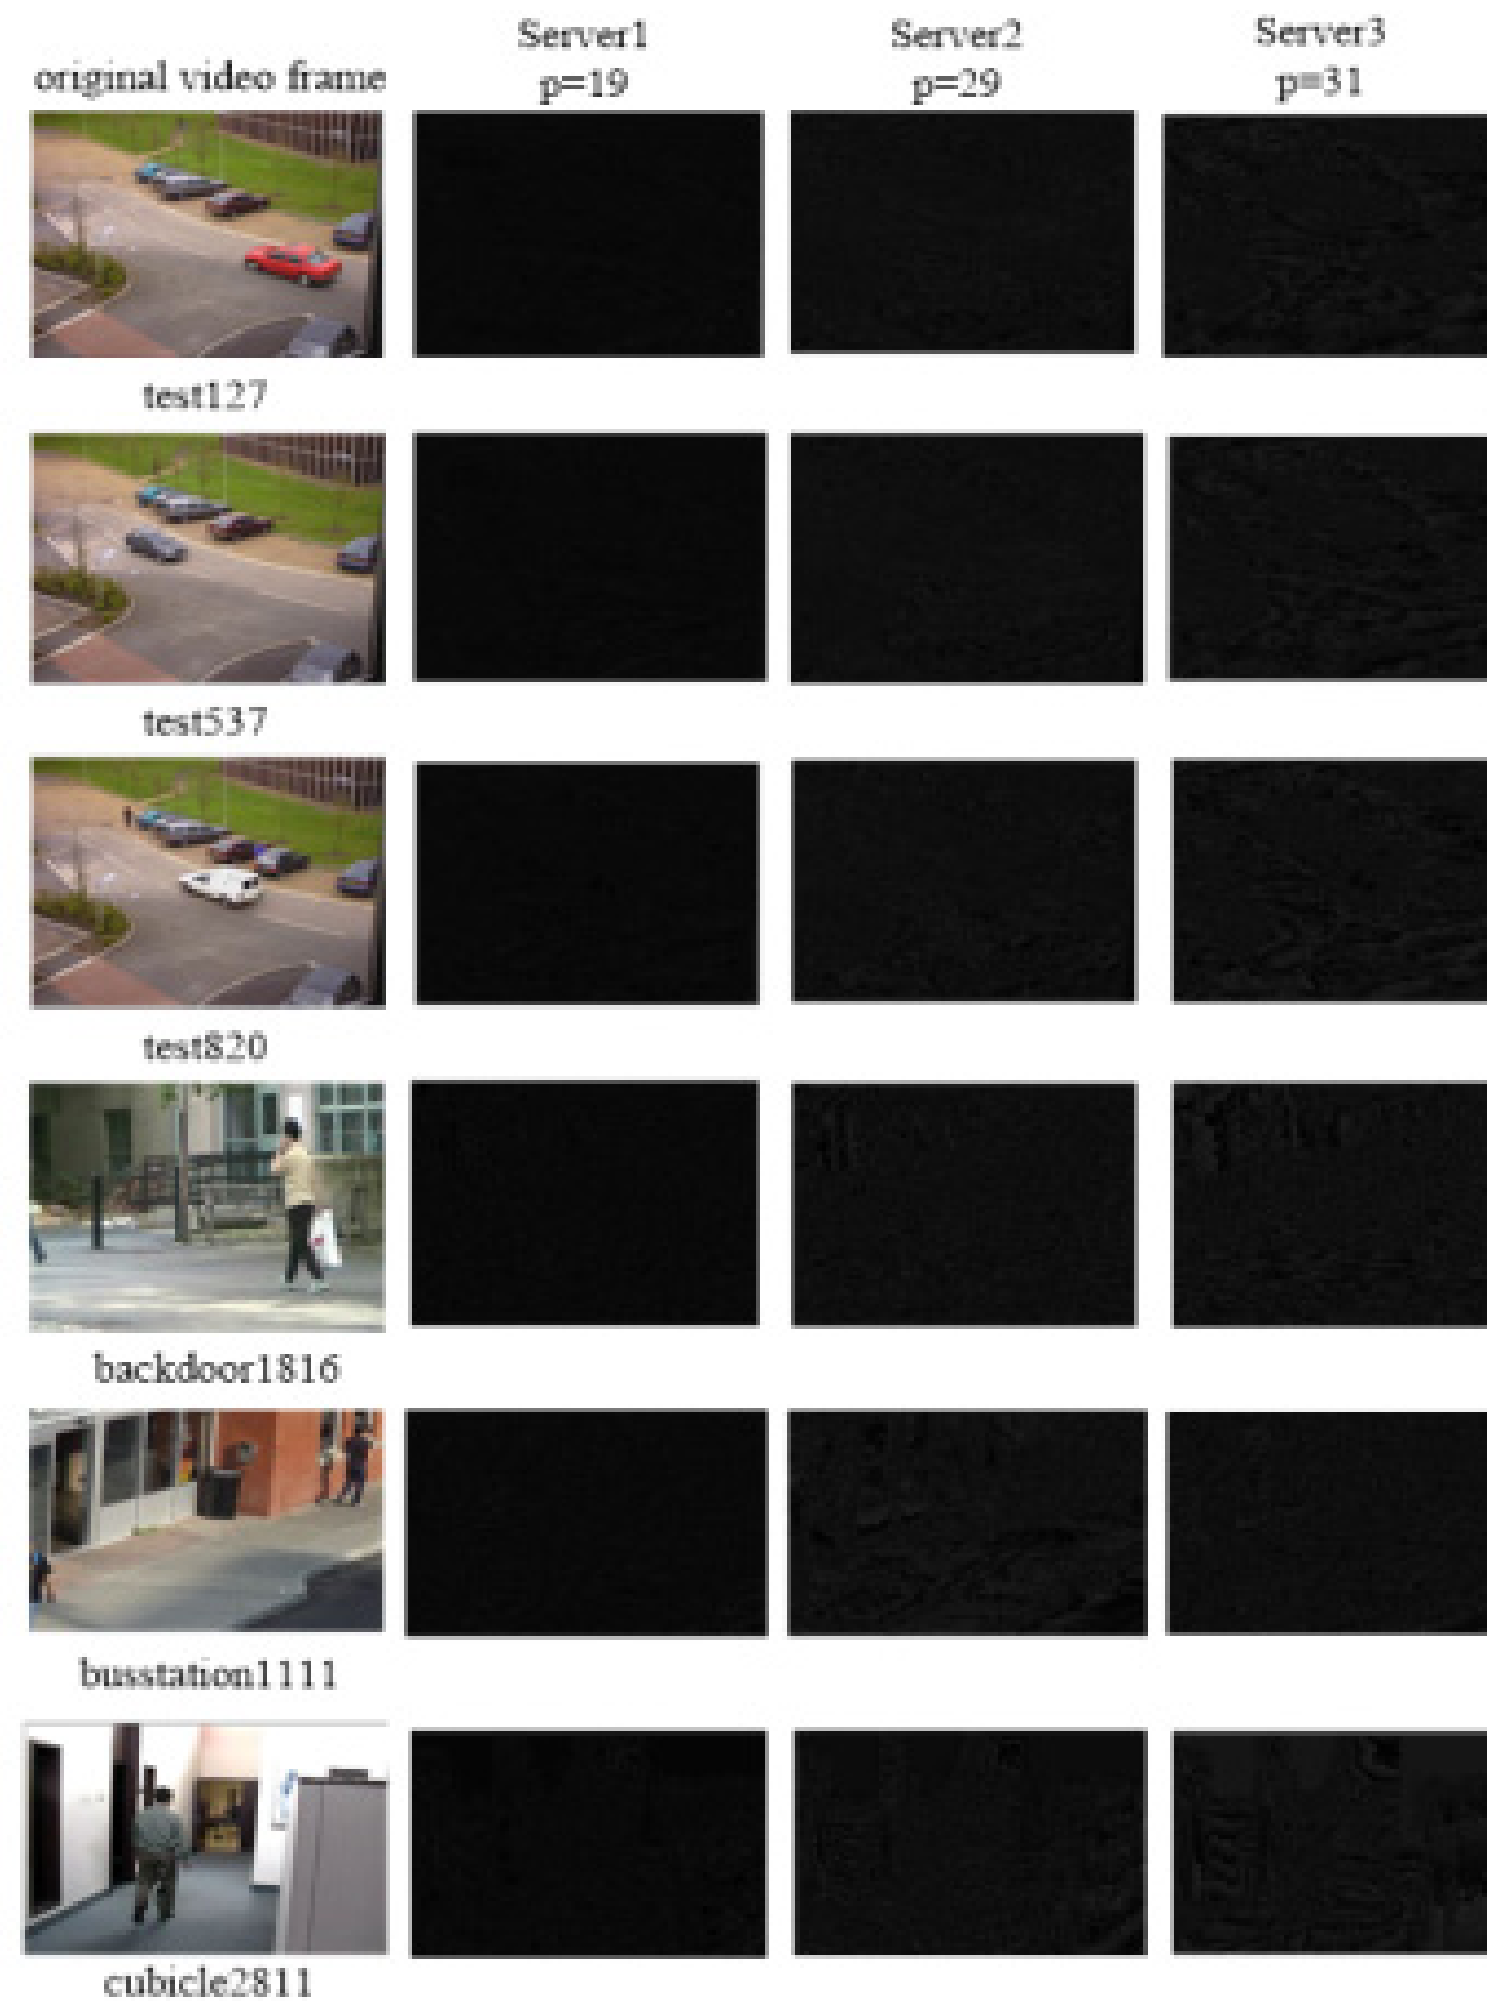 Server1
Server2
Server3
original video frame
p=19
p=29
p=31
test127
test537
test820
backdoor1816
busstation1111
cubicle2811